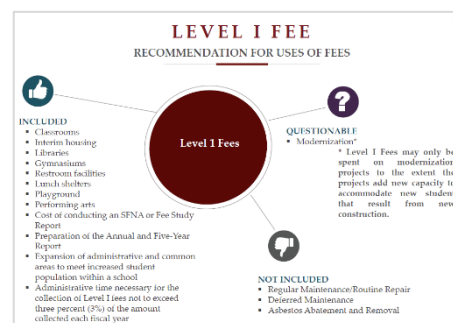 LEVEL I FEE
RECOMMENDATION FOR USES OF FEES
INCLUDED
▪ Classrooms
▪ Interim housing
▪ Libraries
▪ Gymnasiums
▪ Restroom facilities
▪ Lunch shelters
▪ Playground
▪ Performing arts
▪ Cost of conducting an SFNA or Fee Study
Report
▪ Preparation of the Annual and Five-Year
Report
▪ Expansion of administrative and common
areas to meet increased student
population within a school
▪ Administrative time necessary for the
collection of Level I fees not to exceed
three percent (3%) of the amount
collected each fiscal year
Level 1 Fees
?
QUESTIONABLE
▪ Modernization*
* Level I Fees may only be
spent on modernization
projects to the extent the
projects add new capacity to
accommodate new student
that result from new
construction.
NOT INCLUDED
▪ Regular Maintenance/Routine Repair
▪ Deferred Maintenance
▪ Asbestos Abatement and Removal